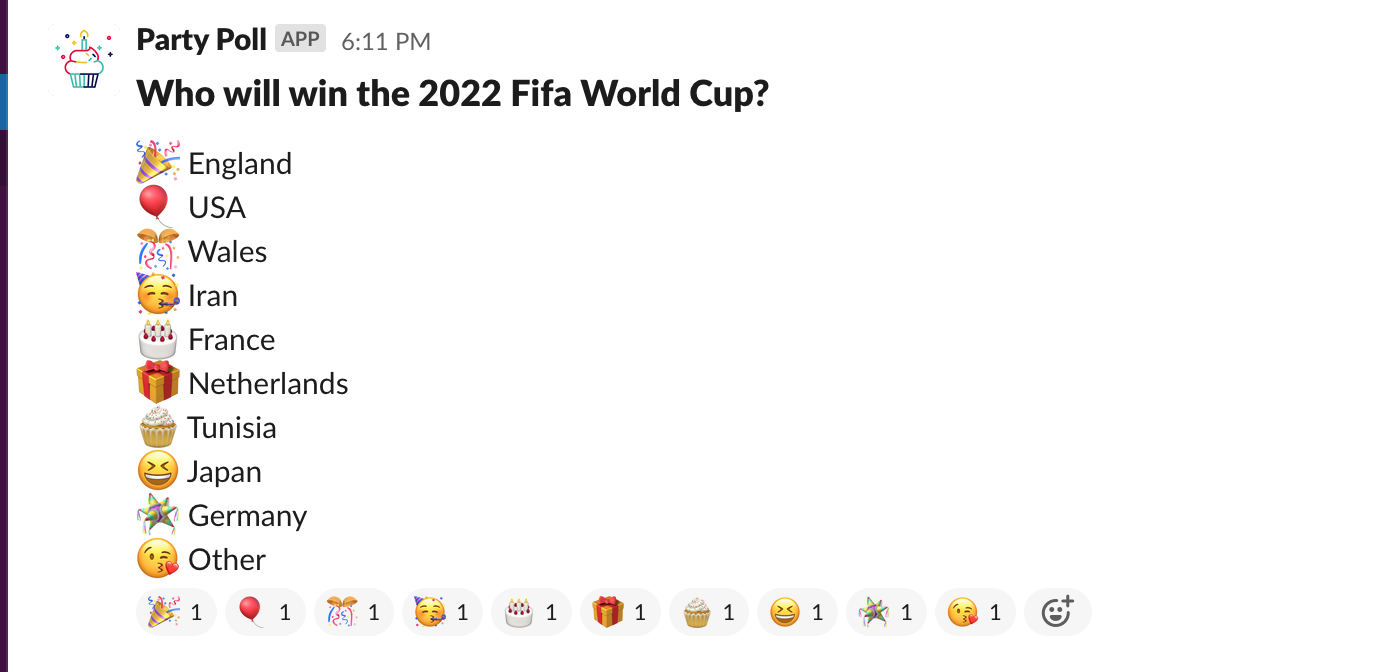 Party Poll APP 6:11 PM
Who will win the 2022 Fifa World Cup?
🎉 England
🎈 USA
🎊 Wales
🥳 Iran
🎂 France
🎁 Netherlands
🧁 Tunisia
😆 Japan
🪅 Germany
😘 Other
🎉 1 🎈 1 🎊 1 🥳 1 🎂 1 🎁 1 🧁 1 😆 1 🪅 1 😘 1